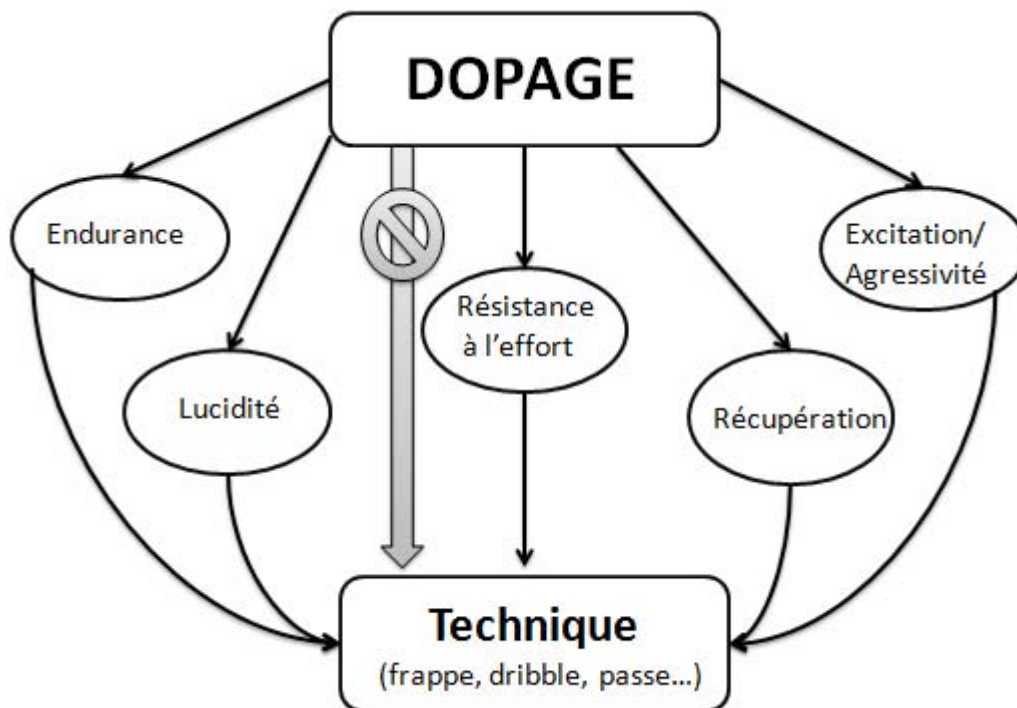 DOPAGE
Endurance
Excitation/
Agressivité
Résistance
à l'effort
Lucidité
Récupération
Technique
(frappe, dribble, passe...)